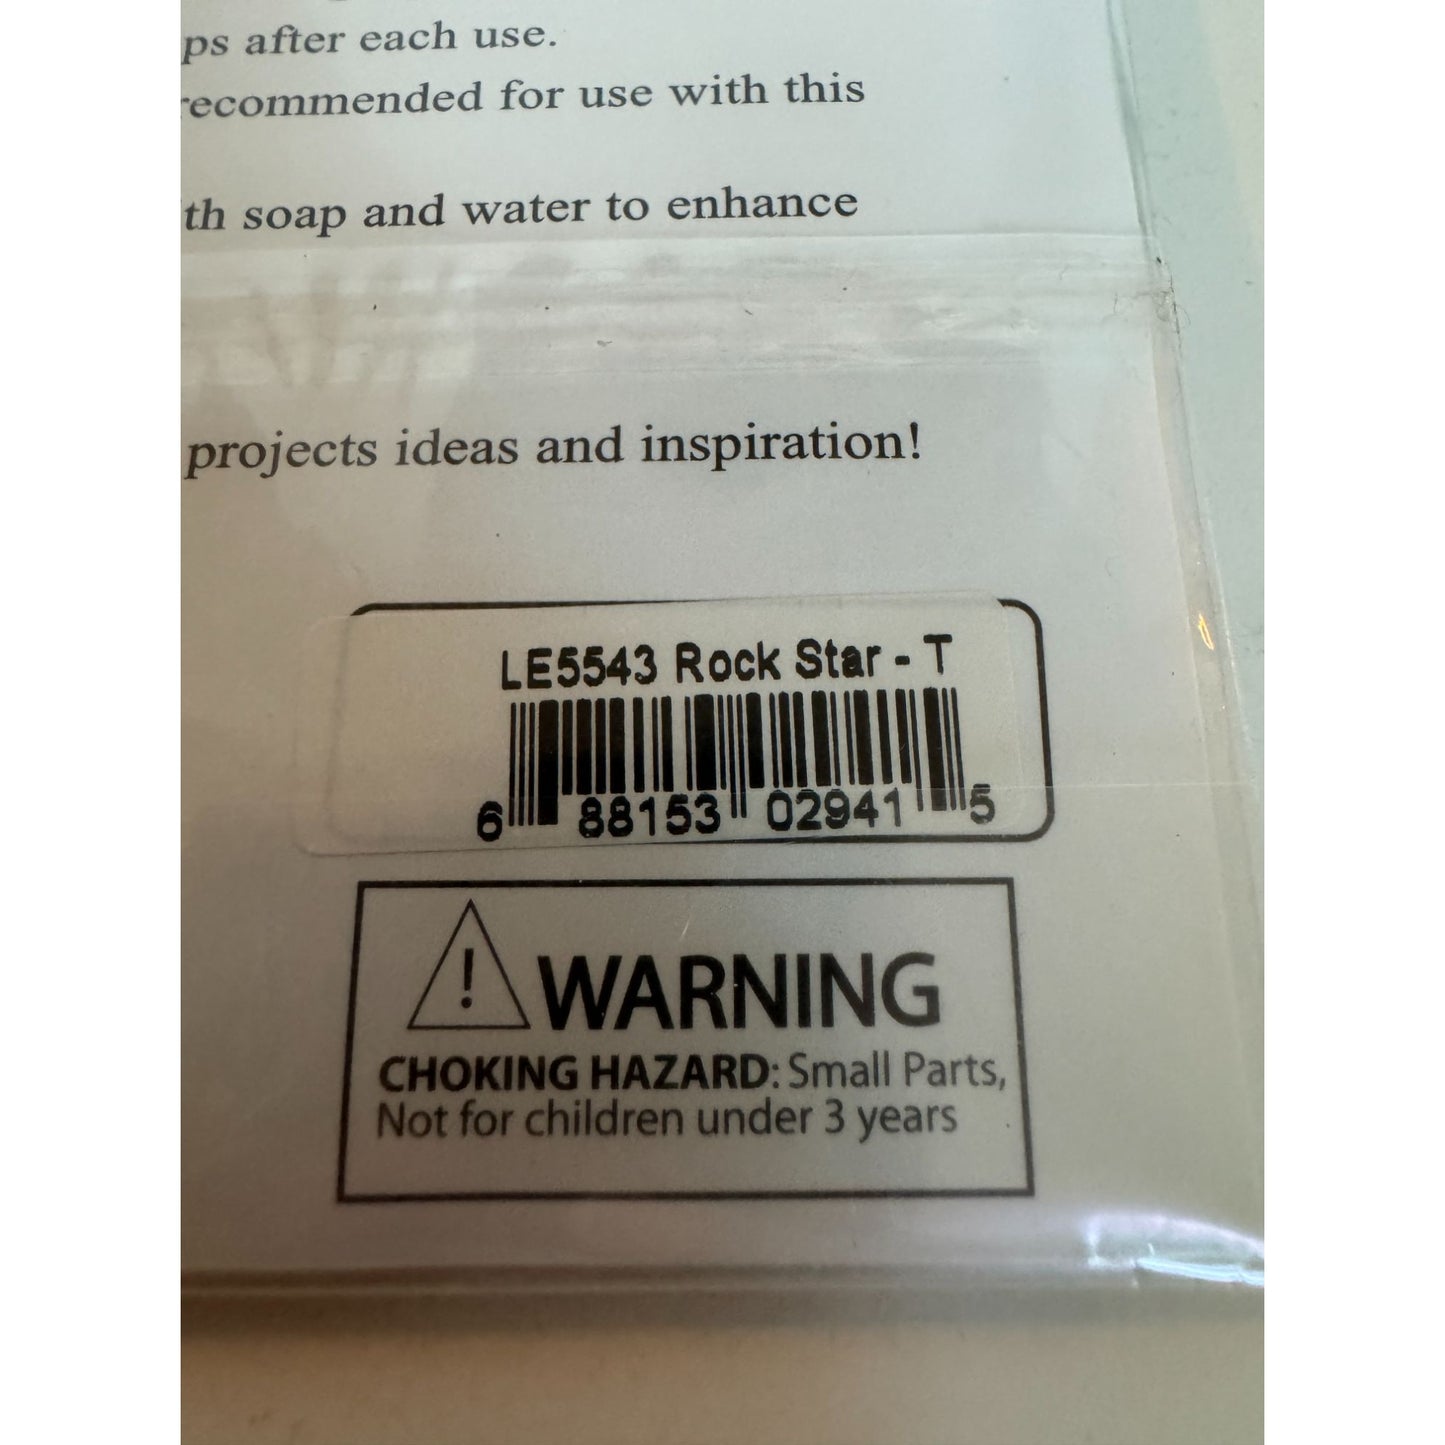 ps after each use.
recommended for use with this
th soap and water to enhance
projects ideas and inspiration!
LE5543 Rock Star - T
6 88153 02941 5
! WARNING
CHOKING HAZARD: Small Parts,
Not for children under 3 years